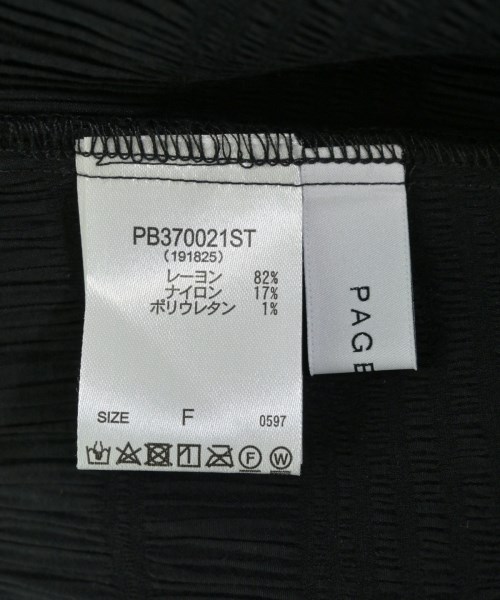 PB370021ST
(191825)
レーヨン 82%
ナイロン 17%
ポリウレタン 1%
SIZE F 0597
F W
PAGE